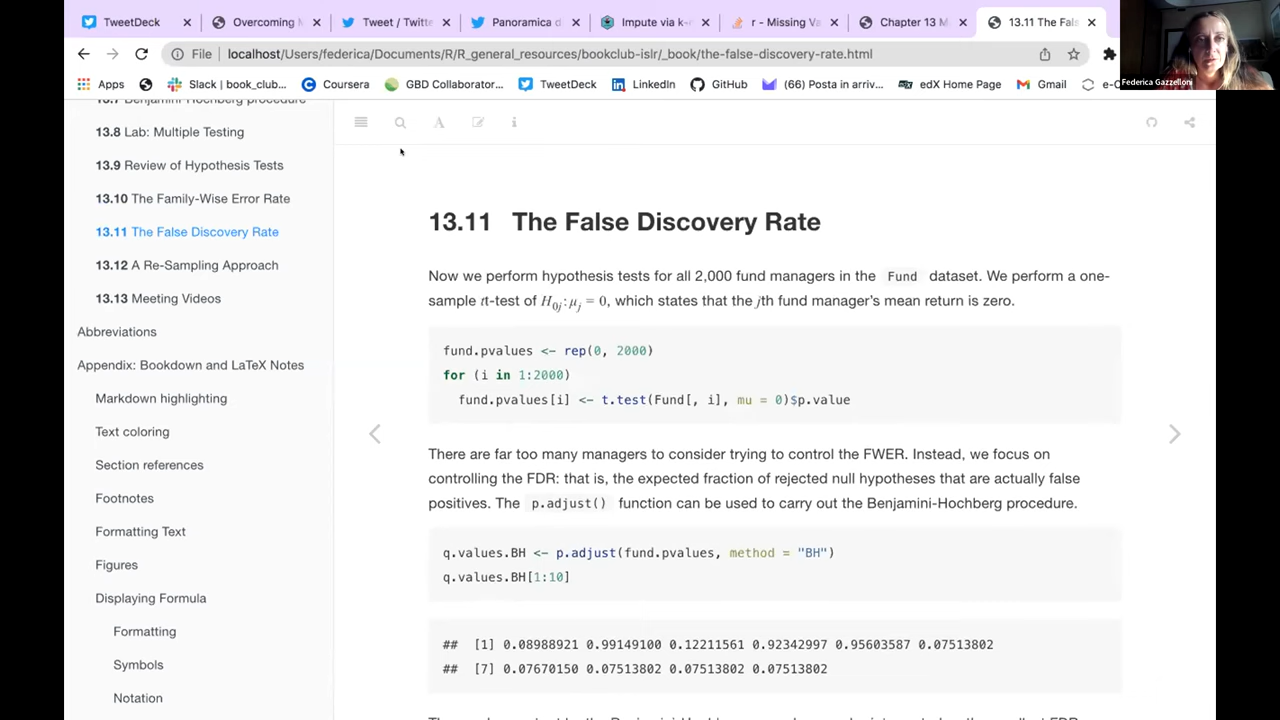 TweetDeck
Overcoming M
Tweet / Twitte
Panoramica d
Impute via k-n
r - Missing Va
Chapter 13 M
13.11 The Fals
File
localhost/Users/federica/Documents/R/R_general_resources/bookclub-islr/_book/the-false-discovery-rate.html
Federica Gazzelloni
Apps
Slack | book_club...
Coursera
GBD Collaborator...
TweetDeck
LinkedIn
GitHub
(66) Posta in arriv...
edX Home Page
Gmail
e-C
13.7 Benjamini-Hochberg procedure
13.8 Lab: Multiple Testing
13.9 Review of Hypothesis Tests
13.10 The Family-Wise Error Rate
13.11 The False Discovery Rate
13.12 A Re-Sampling Approach
13.13 Meeting Videos
Abbreviations
Appendix: Bookdown and LaTeX Notes
Markdown highlighting
Text coloring
Section references
Footnotes
Formatting Text
Figures
Displaying Formula
Formatting
Symbols
Notation
13.11 The False Discovery Rate
Now we perform hypothesis tests for all 2,000 fund managers in the Fund dataset. We perform a one-
sample t-test of H0j: μj = 0, which states that the jth fund manager's mean return is zero.
fund.pvalues <- rep(0, 2000)
for (i in 1:2000)
fund.pvalues[i] <- t.test(Fund[, i], mu = 0)$p.value
There are far too many managers to consider trying to control the FWER. Instead, we focus on
controlling the FDR: that is, the expected fraction of rejected null hypotheses that are actually false
positives. The p.adjust() function can be used to carry out the Benjamini-Hochberg procedure.
q.values.BH <- p.adjust(fund.pvalues, method = "BH")
q.values.BH[1:10]
## [1] 0.08988921 0.99149100 0.12211561 0.92342997 0.95603587 0.07513802
## [7] 0.07670150 0.07513802 0.07513802 0.07513802